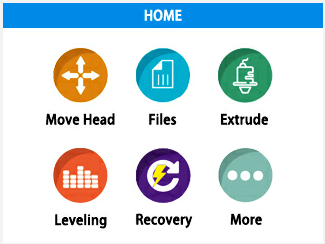 HOME
Move Head
Files
Extrude
Leveling
Recovery
More